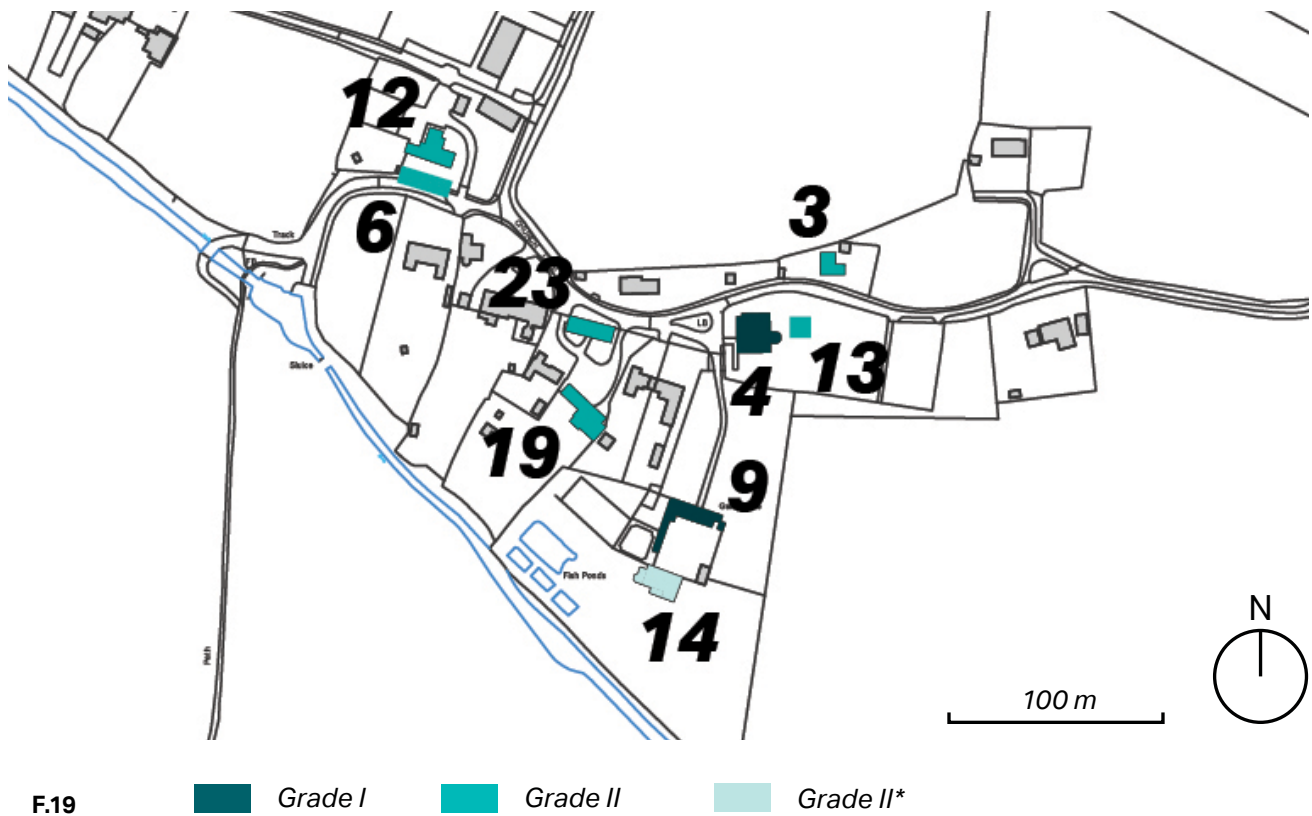 12
3
6
Track
23
LB
Sluice
4
13
19
9
Fish Ponds
14
N
Path
100 m
F.19
Grade I
Grade II
Grade II*